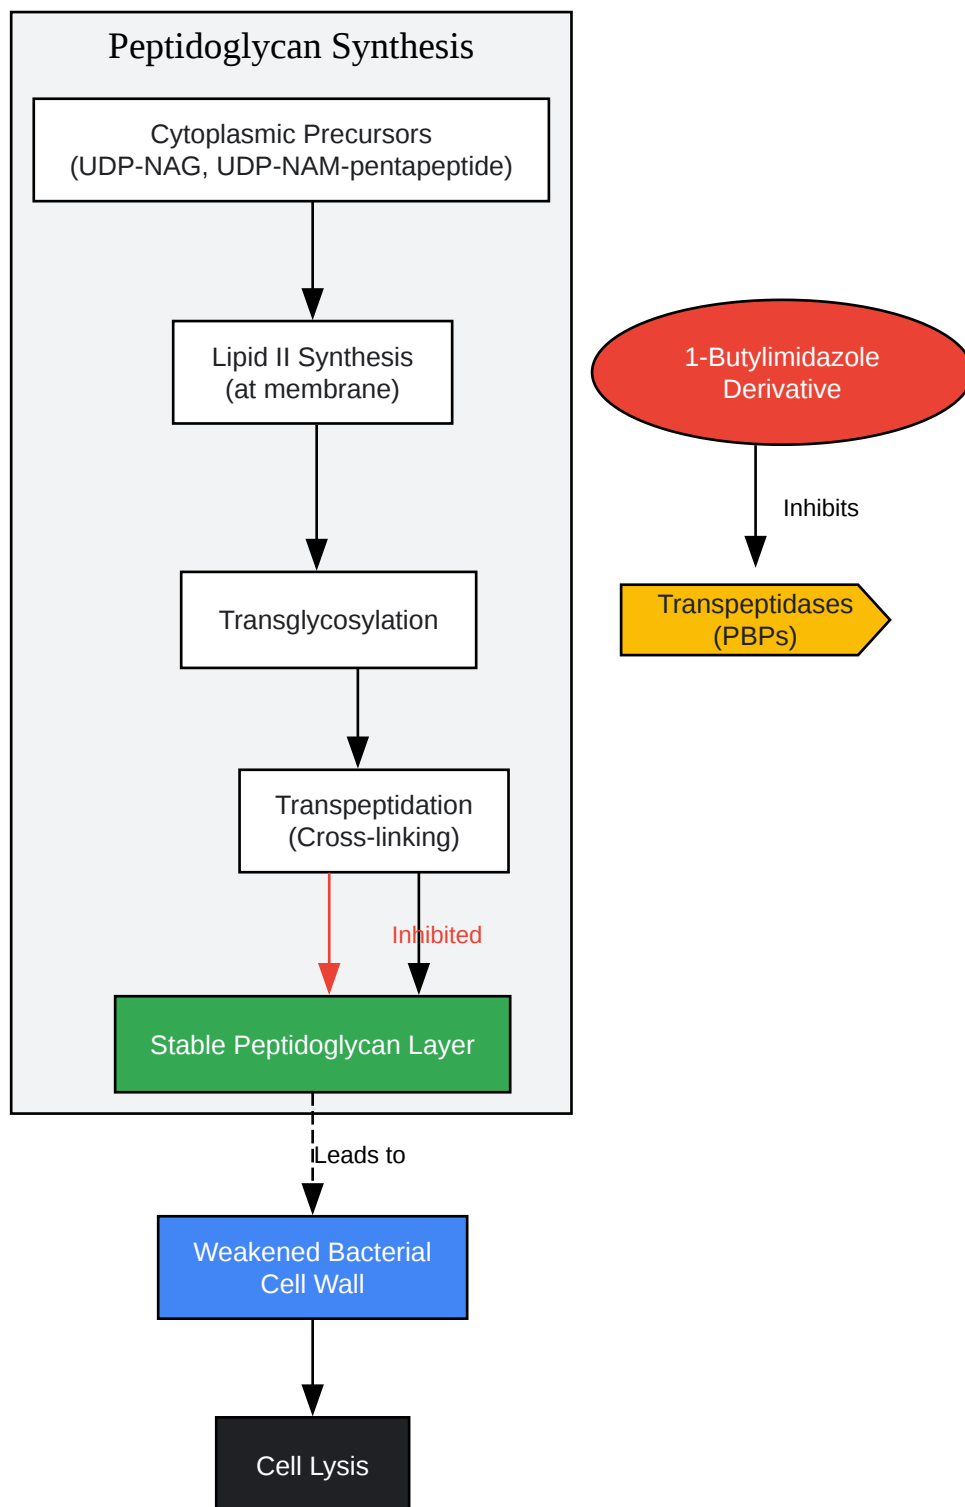 Peptidoglycan Synthesis
Cytoplasmic Precursors
(UDP-NAG, UDP-NAM-pentapeptide)
Lipid II Synthesis
(at membrane)
1-Butylimidazole
Derivative
Inhibits
Transglycosylation
Transpeptidases
(PBPs)
Transpeptidation
(Cross-linking)
Inhibited
Stable Peptidoglycan Layer
Leads to
Weakened Bacterial
Cell Wall
Cell Lysis